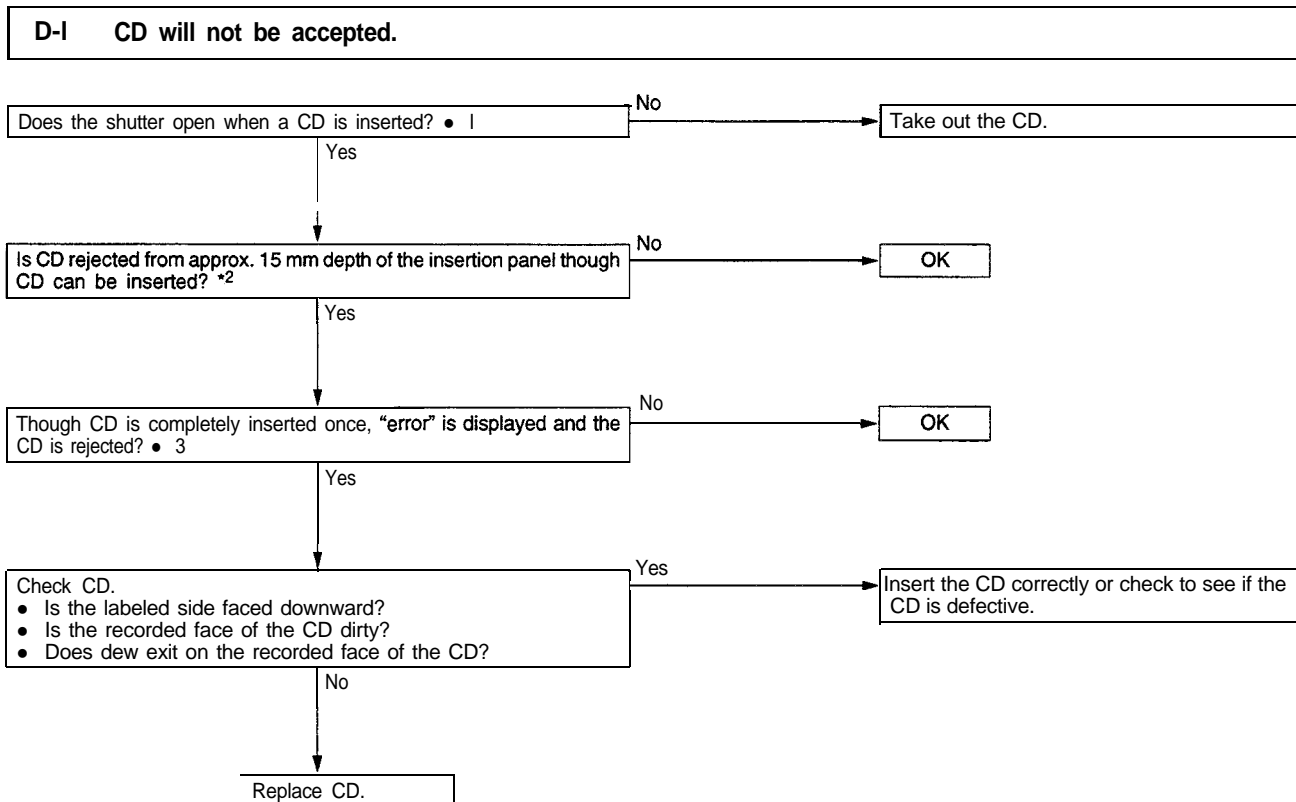 D-I CD will not be accepted.
Does the shutter open when a CD is inserted? ● I
No
Take out the CD.
Yes
Is CD rejected from approx. 15 mm depth of the insertion panel though
CD can be inserted? *2
No
OK
Yes
Though CD is completely inserted once, “error” is displayed and the
CD is rejected? ● 3
No
OK
Yes
Check CD.
● Is the labeled side faced downward?
● Is the recorded face of the CD dirty?
● Does dew exit on the recorded face of the CD?
Yes
Insert the CD correctly or check to see if the
CD is defective.
No
Replace CD.